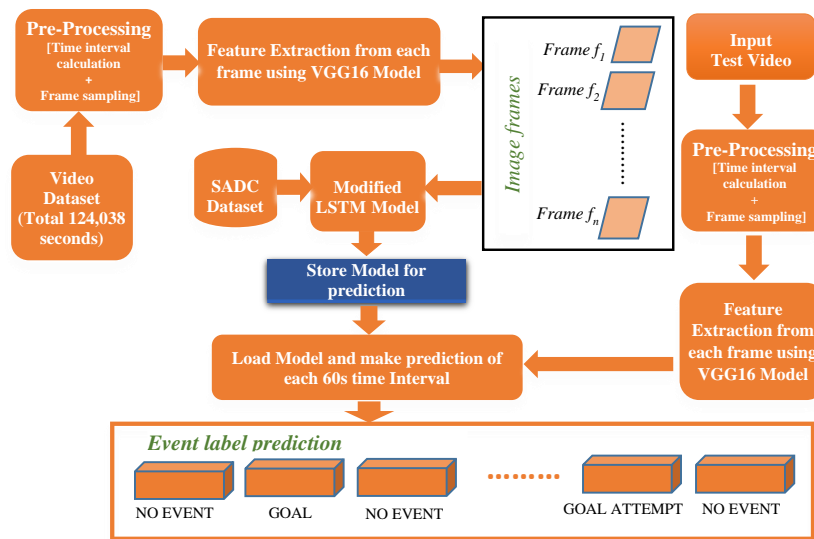 Pre-Processing
[Time interval
calculation
+
Frame sampling]
Feature Extraction from each
frame using VGG16 Model
Video
Dataset
(Total 124,038
seconds)
SADC
Dataset
Modified
LSTM Model
Image frames
Frame f1
Frame f2
Frame fn
Input
Test Video
Pre-Processing
[Time interval
calculation
+
Frame sampling]
Feature
Extraction from
each frame using
VGG16 Model
Store Model for
prediction
Load Model and make prediction of
each 60s time Interval
Event label prediction
NO EVENT
GOAL
NO EVENT
GOAL ATTEMPT
NO EVENT